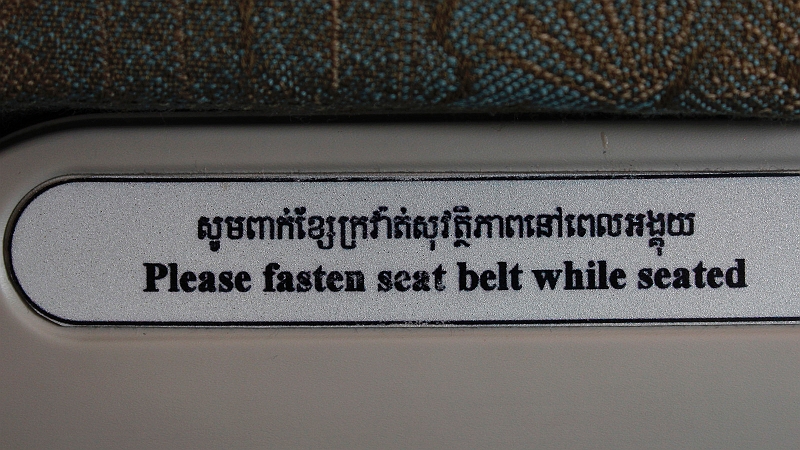 សូមពាក់ខ្សែក្រវ៉ាត់សុវត្ថិភាពនៅពេលអង្គុយ
Please fasten seat belt while seated